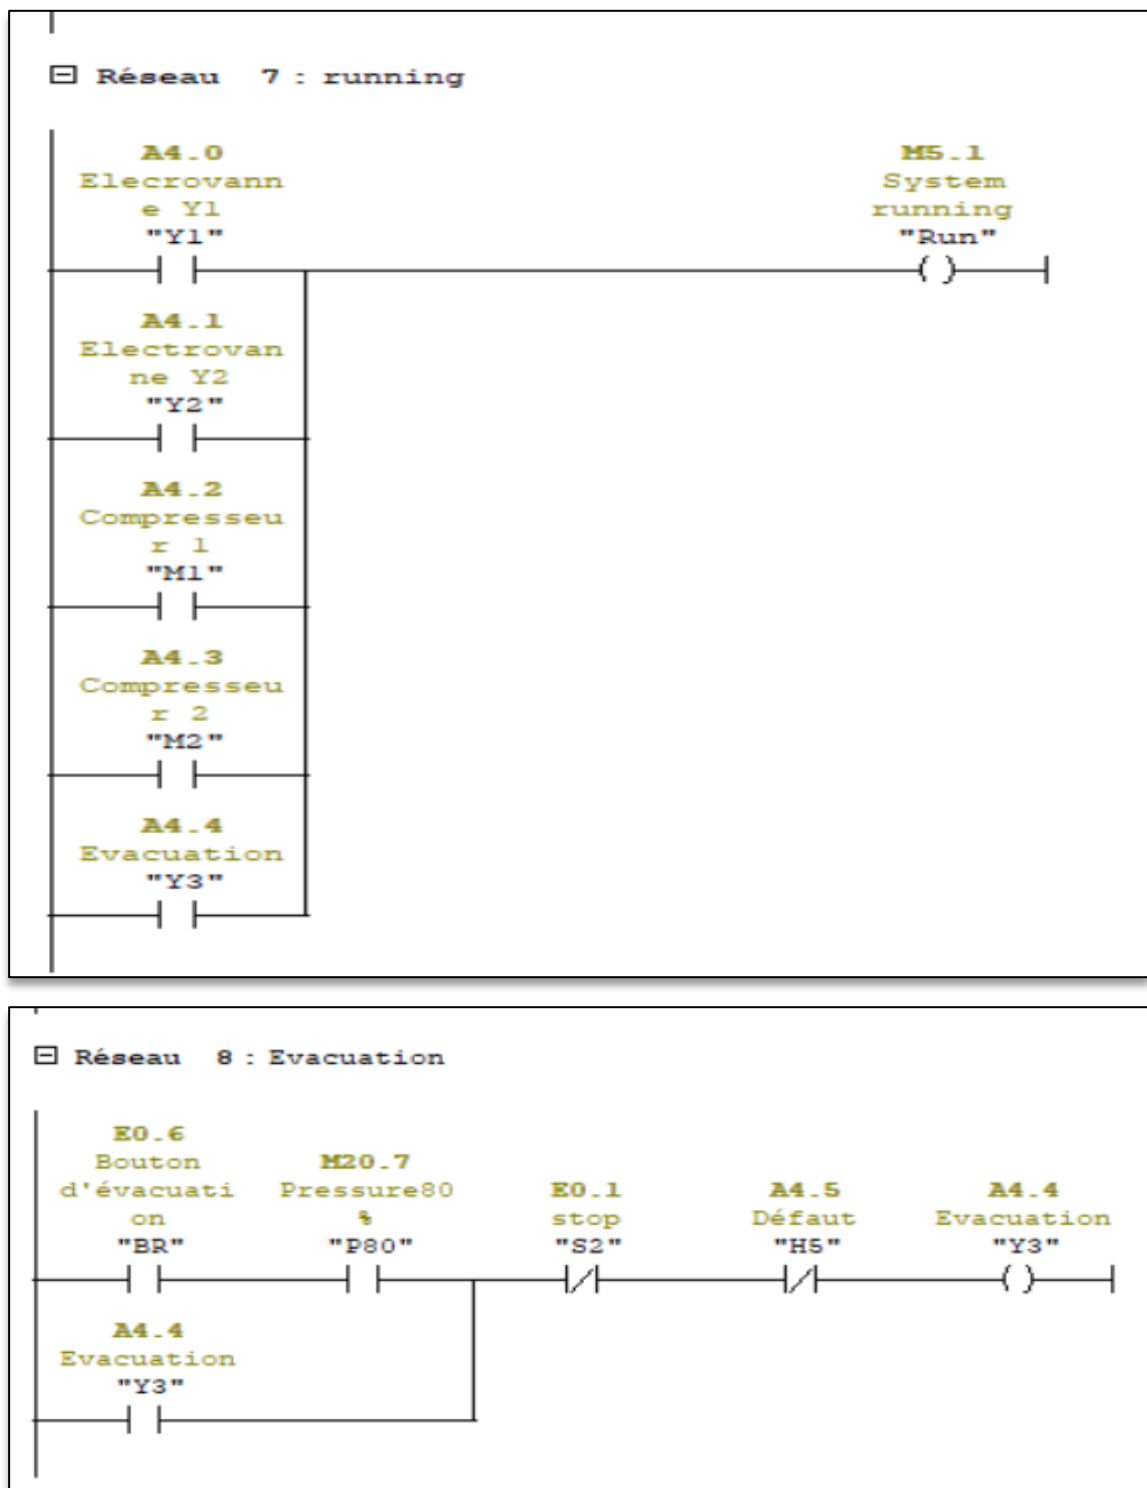 Réseau 7 : running
A4.0
Elecrovann
e Y1
"Y1"
M5.1
System
running
"Run"
A4.1
Electrovan
ne Y2
"Y2"
A4.2
Compresseu
r 1
"M1"
A4.3
Compresseu
r 2
"M2"
A4.4
Evacuation
"Y3"
Réseau 8 : Evacuation
E0.6
Bouton
d'évacuati
on
"BR"
M20.7
Pressure80
%
"P80"
E0.1
stop
"S2"
A4.5
Défaut
"H5"
A4.4
Evacuation
"Y3"
A4.4
Evacuation
"Y3"